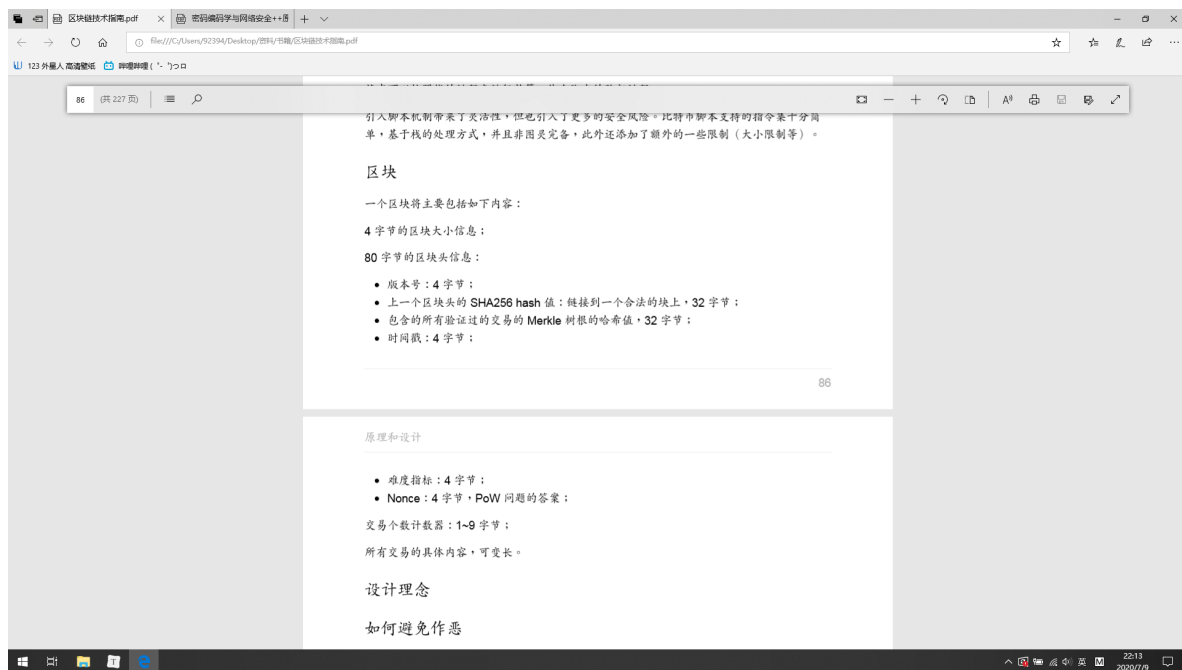 区块链技术指南.pdf
密码编码学与网络安全++
file:///C:/Users/92394/Desktop/资料/书籍/区块链技术指南.pdf
123 外星人 高清壁纸
哔哩哔哩 ( ゜- ゜)つロ
86 (共 227 页)
引入脚本机制带来了灵活性，但也引入了更多的安全风险。比特币脚本支持的指令集十分简
单，基于栈的处理方式，并且非图灵完备，此外还添加了额外的一些限制（大小限制等）。
区块
一个区块将主要包括如下内容：
4 字节的区块大小信息；
80 字节的区块头信息：
• 版本号：4 字节；
• 上一个区块头的 SHA256 hash 值：链接到一个合法的块上，32 字节；
• 包含的所有验证过的交易的 Merkle 树根的哈希值，32 字节；
• 时间戳：4 字节；
86
原理和设计
• 难度指标：4 字节；
• Nonce：4 字节，PoW 问题的答案；
交易个数计数器：1~9 字节；
所有交易的具体内容，可变长。
设计理念
如何避免作恶
英
22:13
2020/7/9